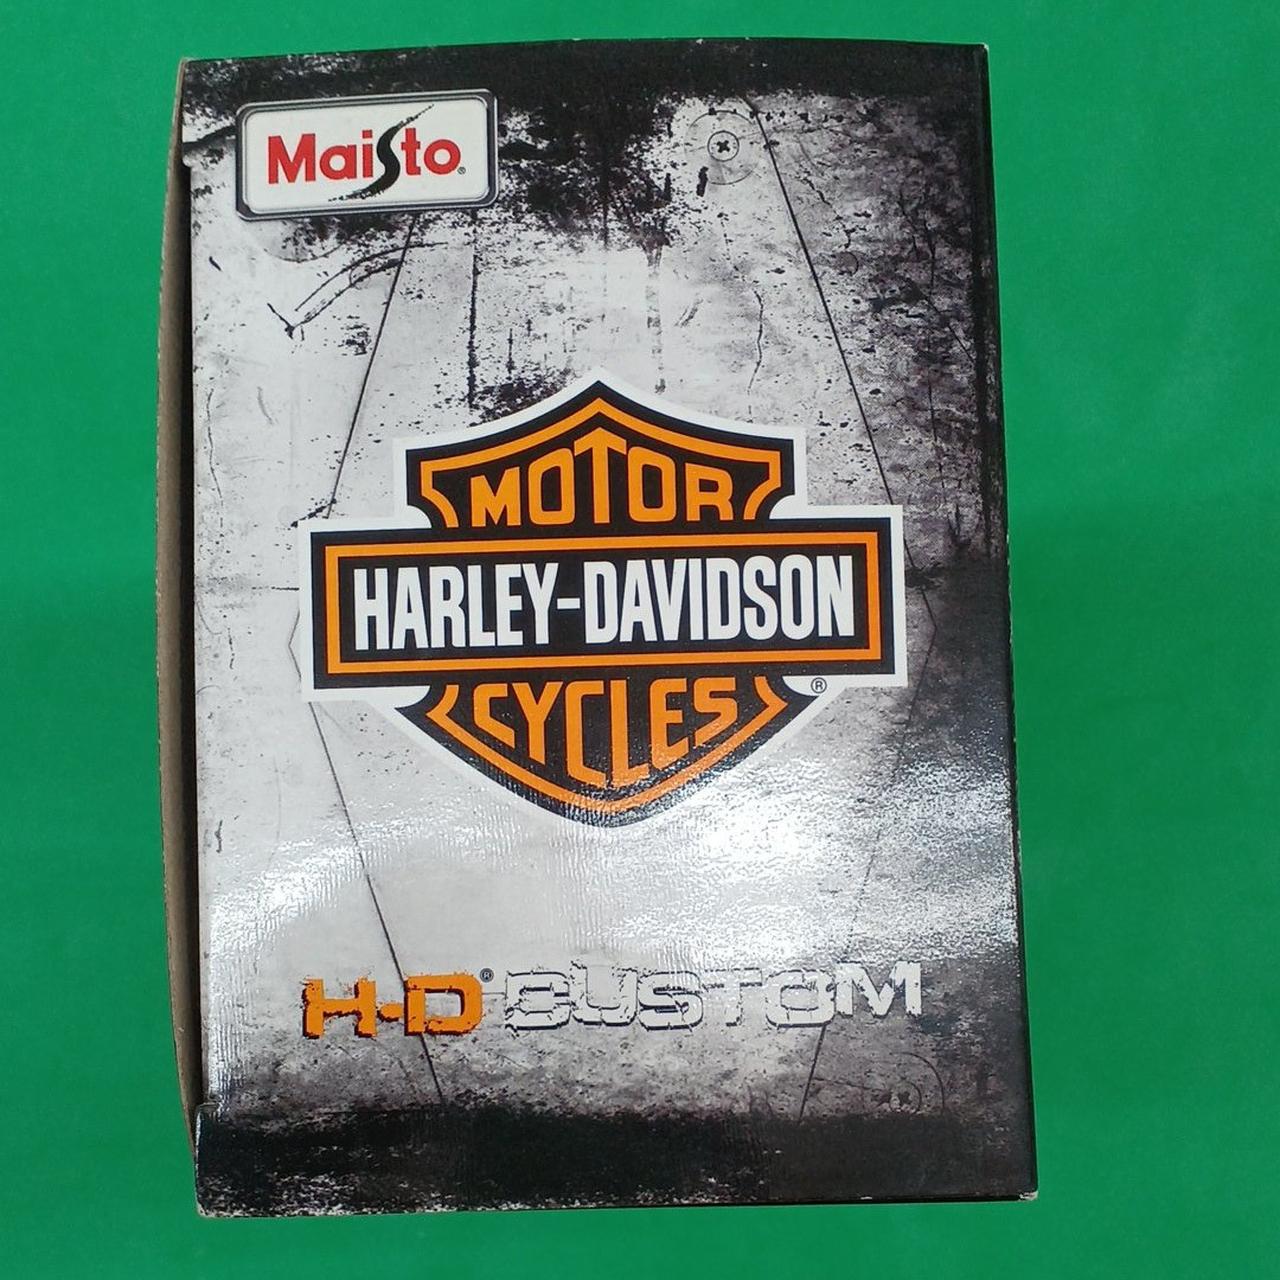 Maisto®
MOTOR
HARLEY-DAVIDSON
CYCLES®
H-D® CUSTOM